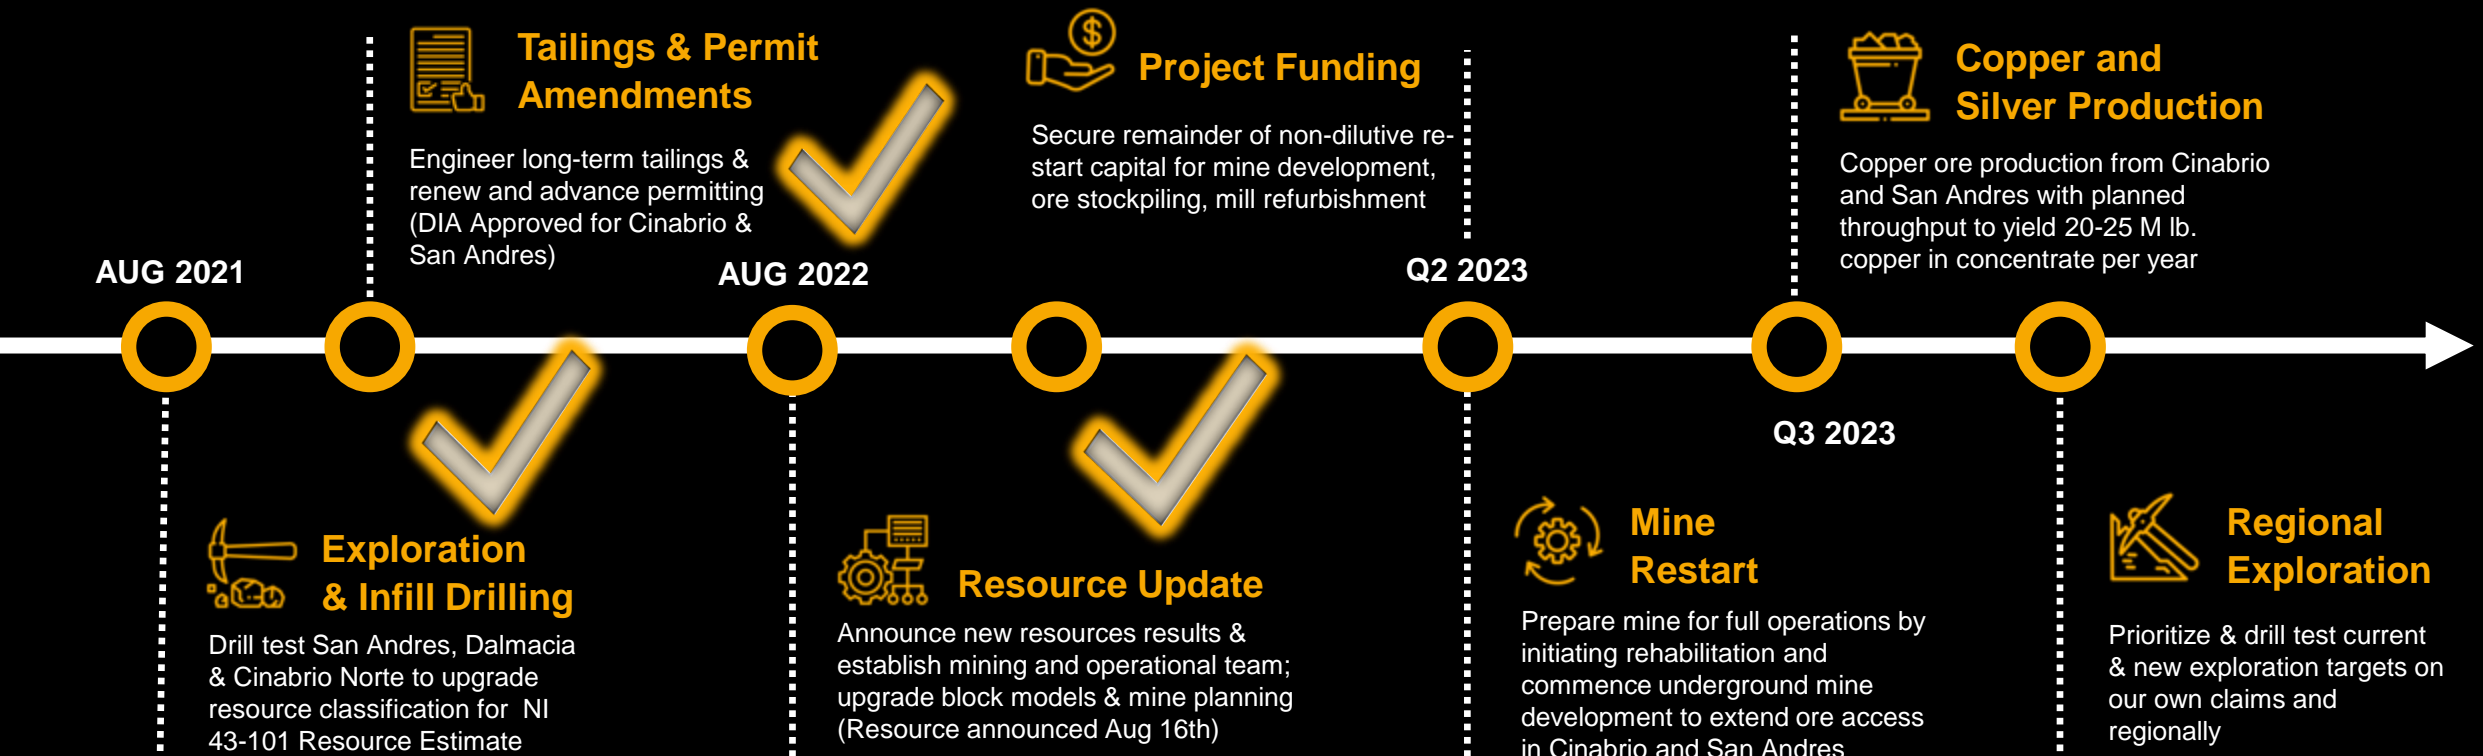 Tailings & Permit
Amendments
Engineer long-term tailings &
renew and advance permitting
(DIA Approved for Cinabrio &
San Andres)
$
Project Funding
Secure remainder of non-dilutive re-
start capital for mine development,
ore stockpiling, mill refurbishment
Copper and
Silver Production
Copper ore production from Cinabrio
and San Andres with planned
throughput to yield 20-25 M lb.
copper in concentrate per year
AUG 2021
AUG 2022
Q2 2023
Q3 2023
Exploration
& Infill Drilling
Drill test San Andres, Dalmacia
& Cinabrio Norte to upgrade
resource classification for NI
43-101 Resource Estimate
Resource Update
Announce new resources results &
establish mining and operational team;
upgrade block models & mine planning
(Resource announced Aug 16th)
Mine
Restart
Prepare mine for full operations by
initiating rehabilitation and
commence underground mine
development to extend ore access
in Cinabrio and San Andres
Regional
Exploration
Prioritize & drill test current
& new exploration targets on
our own claims and
regionally